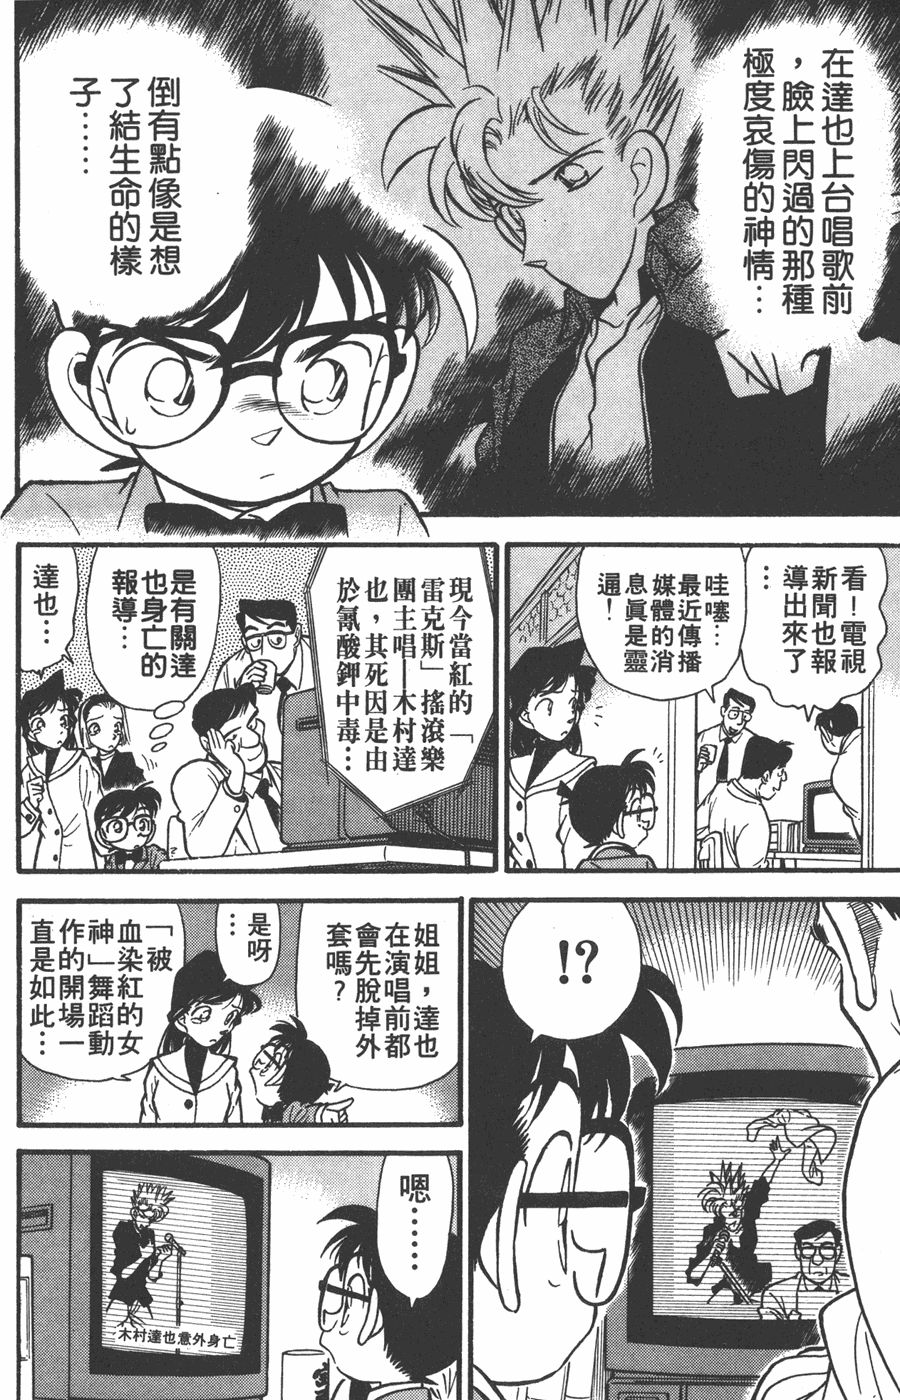 在達也上台唱歌前
，臉上閃過的那種
極度哀傷的神情…
倒有點像是想
了結生命的樣
子……
看！電視
新聞也報
導出來了
…
哇噻…
最近傳播
媒體的消
息真是靈
通！
現今當紅的「
雷克斯」搖滾樂
團主唱—木村達
也，其死因是由
於氰酸鉀中毒…
是有關達
也身亡的
報導…
達也…
!?
姐姐，達也
在演唱前都
會先脫掉外
套嗎？
是呀
…
「被
血染紅的女
神」舞蹈動
作的開場一
直是如此…
嗯……
木村達也意外身亡